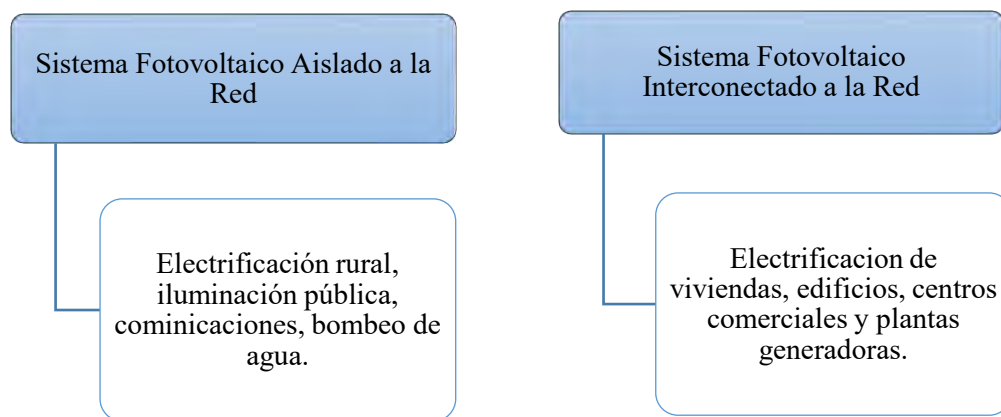 Sistema Fotovoltaico Aislado a la
Red
Electrificación rural,
iluminación pública,
cominicaciones, bombeo de
agua.
Sistema Fotovoltaico
Interconectado a la Red
Electrificacion de
viviendas, edificios, centros
comerciales y plantas
generadoras.